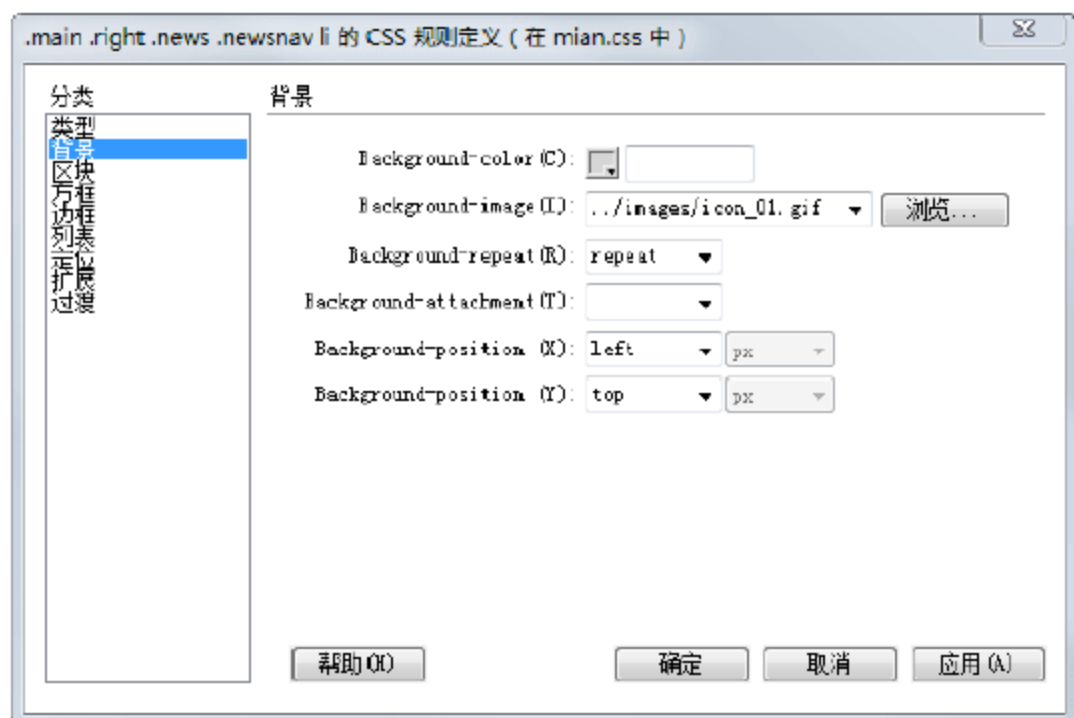 .main .right .news .newsnav li 的 CSS 规则定义 ( 在 mian.css 中 )
分类
类型
背景
区块
方框
边框
列表
定位
扩展
过渡
背景
Background-color(C):
Background-image(I): ../images/icon_01.gif 浏览...
Background-repeat(R): repeat
Background-attachment(T):
Background-position (X): left px
Background-position (Y): top px
帮助(H) 确定 取消 应用(A)